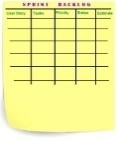 SPRINT BACKLOG
User Story Tasks Priority Status Estimate